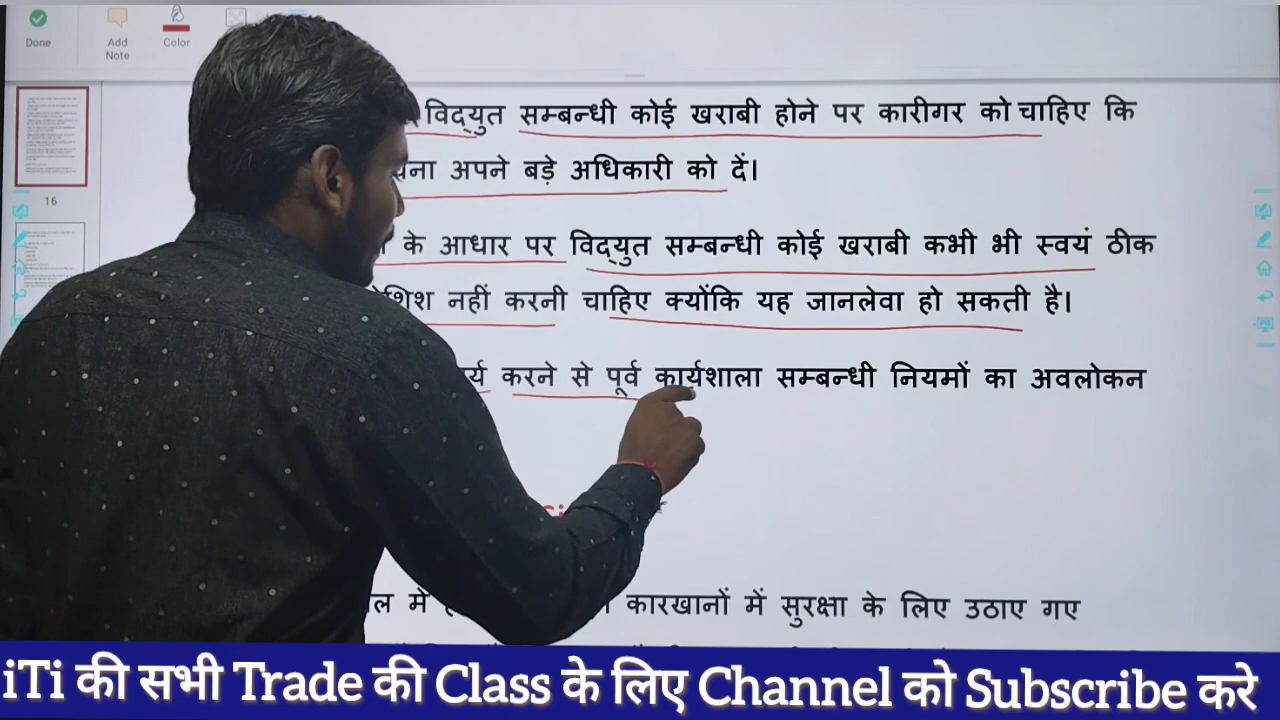 Done
Add
Note
Color
16
विद्युत सम्बन्धी कोई खराबी होने पर कारीगर को चाहिए कि
अपने बड़े अधिकारी को दें।
के आधार पर विद्युत सम्बन्धी कोई खराबी कभी भी स्वयं ठीक
नहीं करनी चाहिए क्योंकि यह जानलेवा हो सकती है।
करने से पूर्व कार्यशाला सम्बन्धी नियमों का अवलोकन
में
कारखानों में सुरक्षा के लिए उठाए गए
iTi की सभी Trade की Class के लिए Channel को Subscribe करे